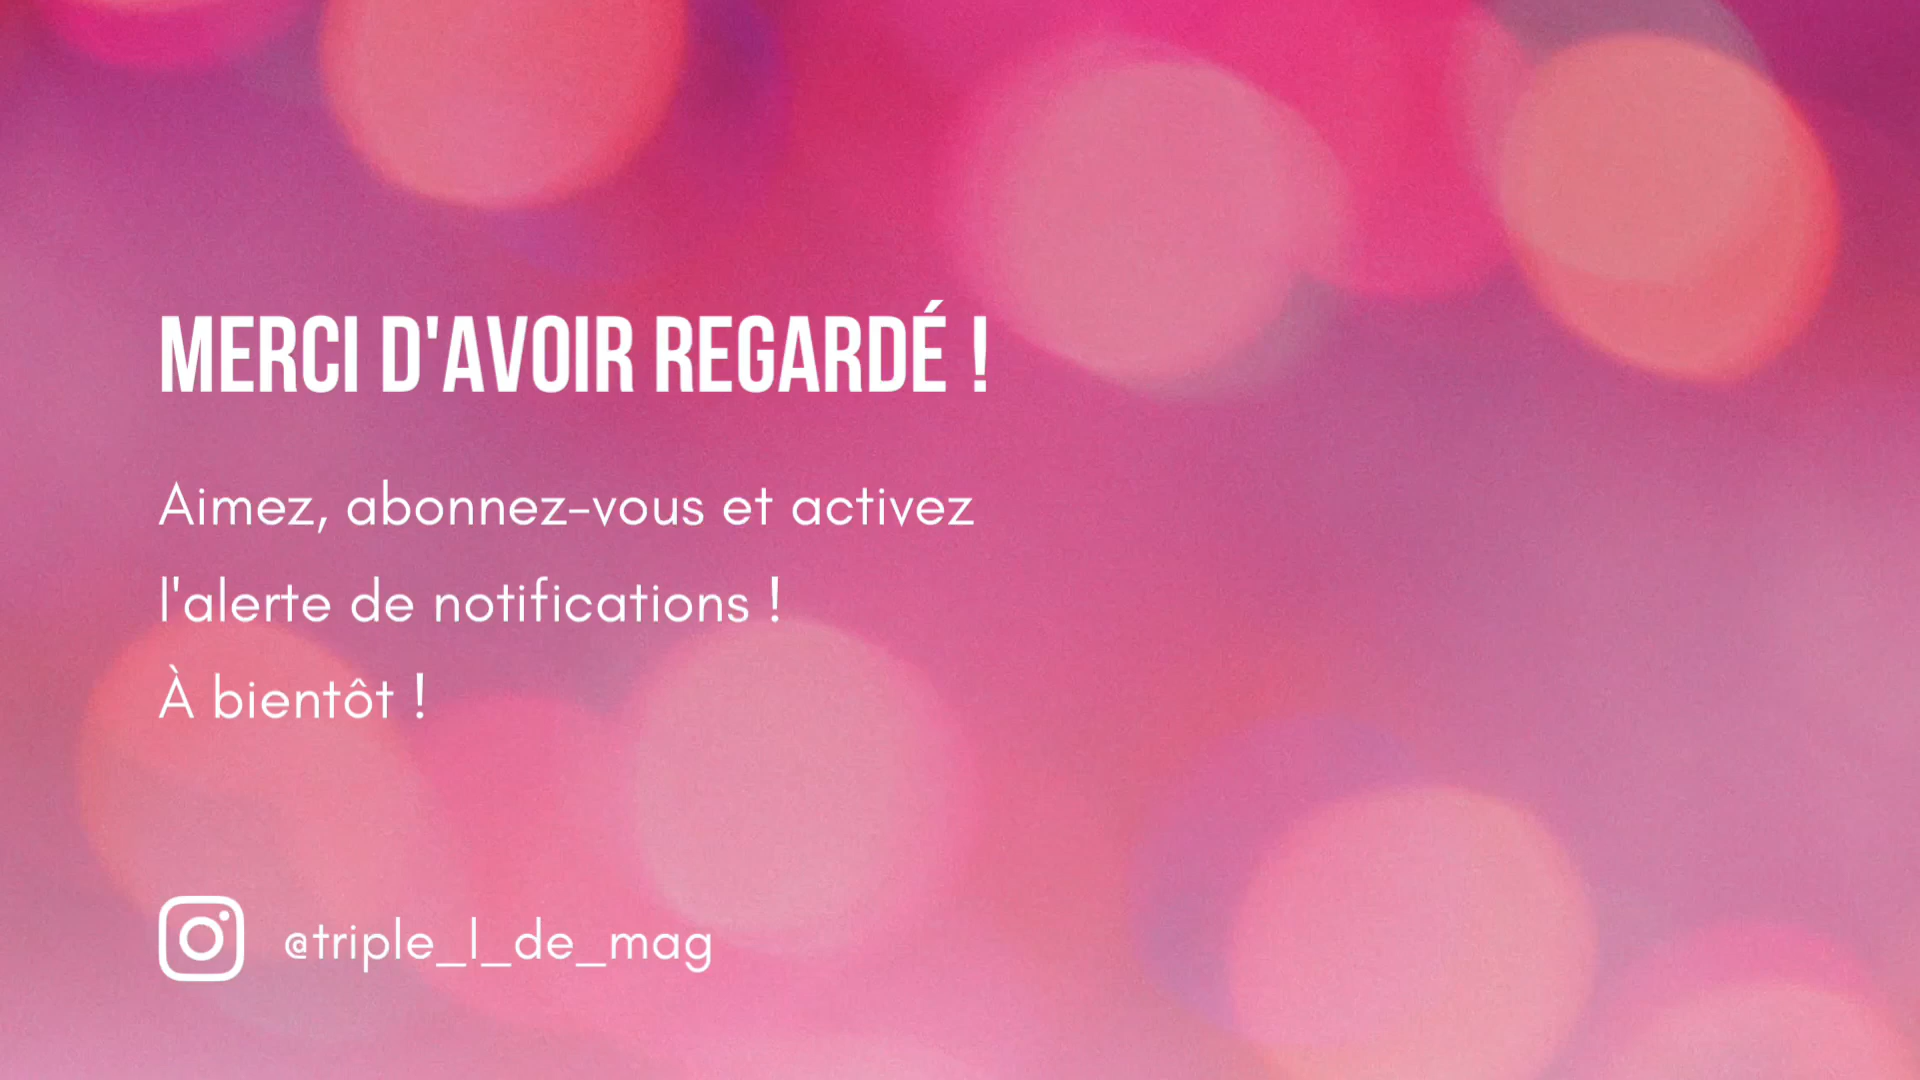 MERCI D'AVOIR REGARDÉ !
Aimez, abonnez-vous et activez
l'alerte de notifications !
À bientôt !
@triple_l_de_mag